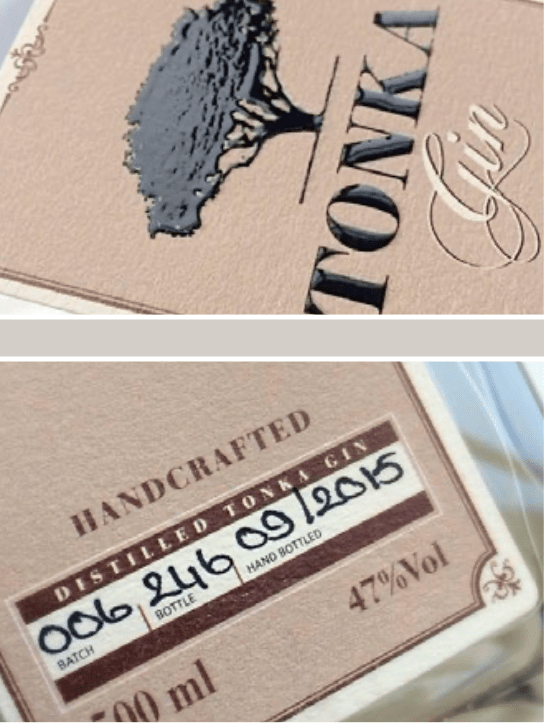 TONKA
Gin
HANDCRAFTED
DISTILLED TONKA GIN
006 246 09/2015
BATCH BOTTLE HAND BOTTLED
47%Vol
500 ml